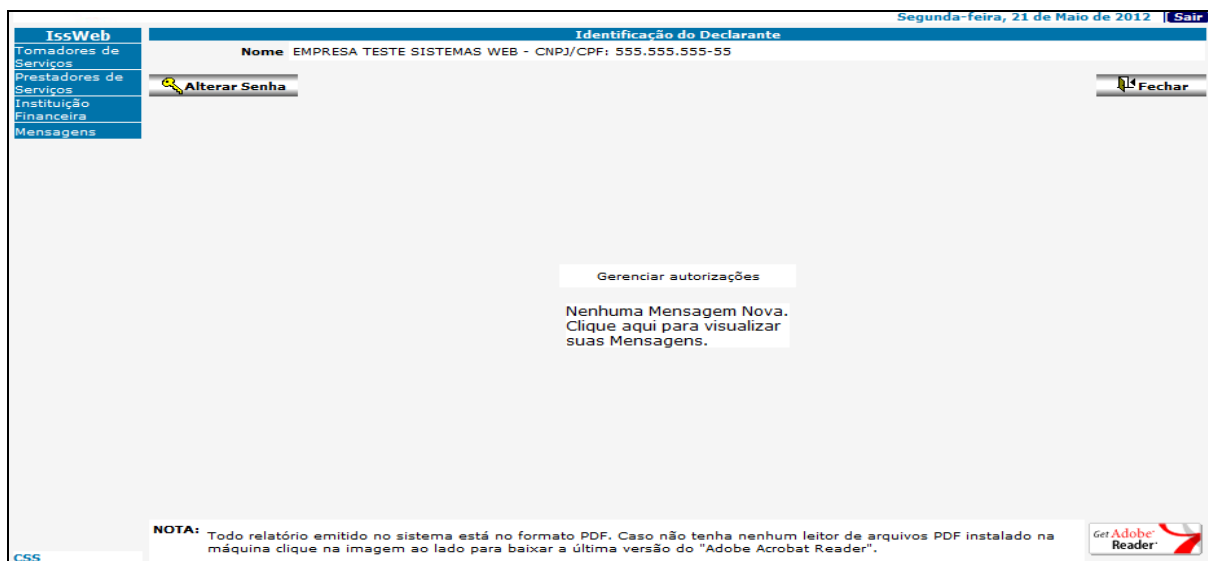 Segunda-feira, 21 de Maio de 2012 | Sair
IssWeb
Tomadores de
Serviços
Prestadores de
Serviços
Instituição
Financeira
Mensagens
Identificação do Declarante
Nome EMPRESA TESTE SISTEMAS WEB - CNPJ/CPF: 555.555.555-55
Alterar Senha
Fechar
Gerenciar autorizações
Nenhuma Mensagem Nova.
Clique aqui para visualizar
suas Mensagens.
NOTA: Todo relatório emitido no sistema está no formato PDF. Caso não tenha nenhum leitor de arquivos PDF instalado na
máquina clique na imagem ao lado para baixar a última versão do "Adobe Acrobat Reader".
Get Adobe
Reader
CSS